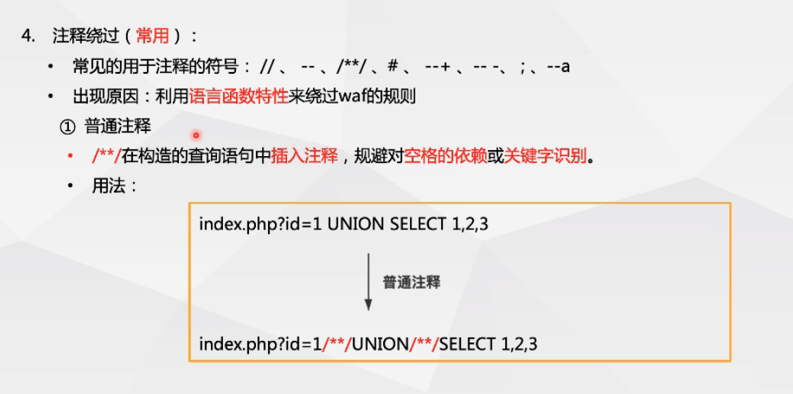 4. 注释绕过（常用）：
• 常见的用于注释的符号：//、 -- 、/**/、#、 --+ 、-- -、 ; 、--a
• 出现原因：利用语言函数特性来绕过waf的规则
① 普通注释
• /**/在构造的查询语句中插入注释，规避对空格的依赖或关键字识别。
• 用法：
index.php?id=1 UNION SELECT 1,2,3
普通注释
index.php?id=1/**/UNION/**/SELECT 1,2,3